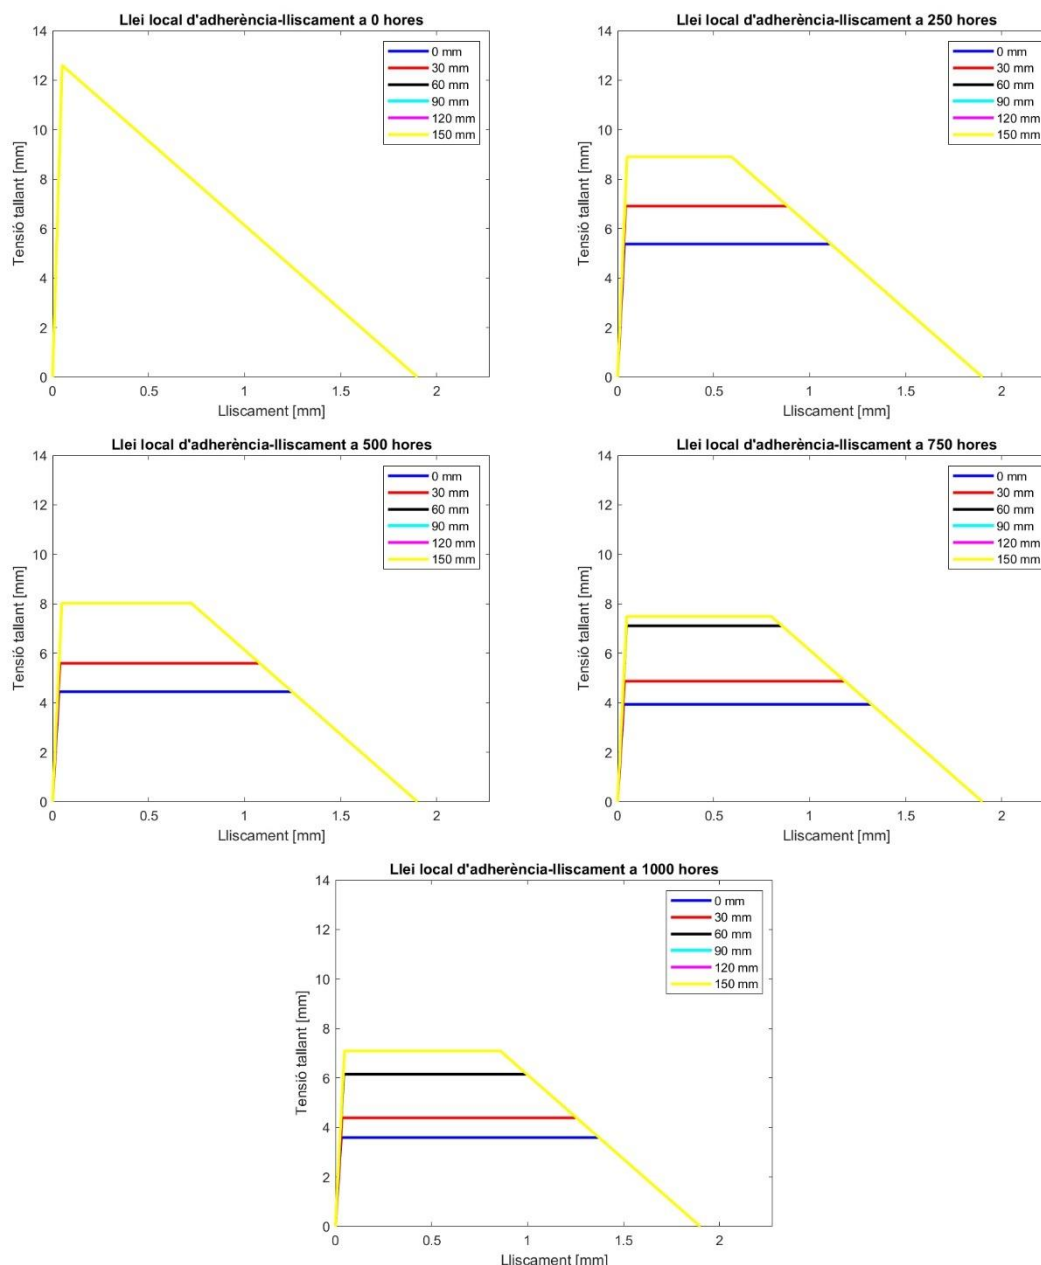 Llei local d'adherència-lliscament a 0 hores
14
12
10
8
6
4
2
0
Tensió tallant [mm]
0 0.5 1 1.5 2
Lliscament [mm]
0 mm
30 mm
60 mm
90 mm
120 mm
150 mm
Llei local d'adherència-lliscament a 250 hores
14
12
10
8
6
4
2
0
Tensió tallant [mm]
0 0.5 1 1.5 2
Lliscament [mm]
0 mm
30 mm
60 mm
90 mm
120 mm
150 mm
Llei local d'adherència-lliscament a 500 hores
14
12
10
8
6
4
2
0
Tensió tallant [mm]
0 0.5 1 1.5 2
Lliscament [mm]
0 mm
30 mm
60 mm
90 mm
120 mm
150 mm
Llei local d'adherència-lliscament a 750 hores
14
12
10
8
6
4
2
0
Tensió tallant [mm]
0 0.5 1 1.5 2
Lliscament [mm]
0 mm
30 mm
60 mm
90 mm
120 mm
150 mm
Llei local d'adherència-lliscament a 1000 hores
14
12
10
8
6
4
2
0
Tensió tallant [mm]
0 0.5 1 1.5 2
Lliscament [mm]
0 mm
30 mm
60 mm
90 mm
120 mm
150 mm